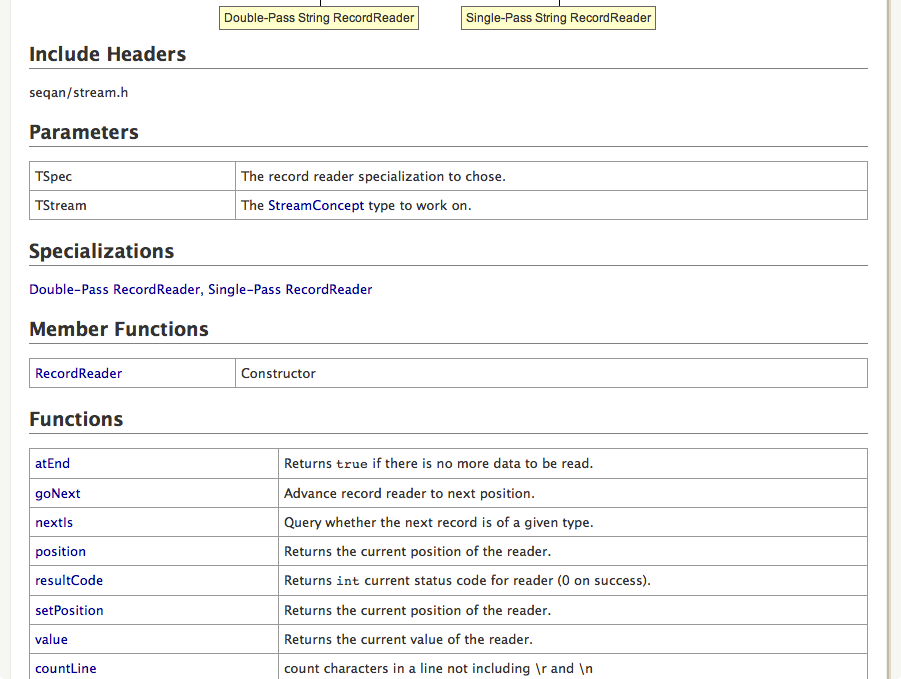 Double-Pass String RecordReader Single-Pass String RecordReader
Include Headers
seqan/stream.h
Parameters
TSpec The record reader specialization to chose.
TStream The StreamConcept type to work on.
Specializations
Double-Pass RecordReader, Single-Pass RecordReader
Member Functions
RecordReader Constructor
Functions
atEnd Returns true if there is no more data to be read.
goNext Advance record reader to next position.
nextIs Query whether the next record is of a given type.
position Returns the current position of the reader.
resultCode Returns int current status code for reader (0 on success).
setPosition Returns the current position of the reader.
value Returns the current value of the reader.
countLine count characters in a line not including \r and \n